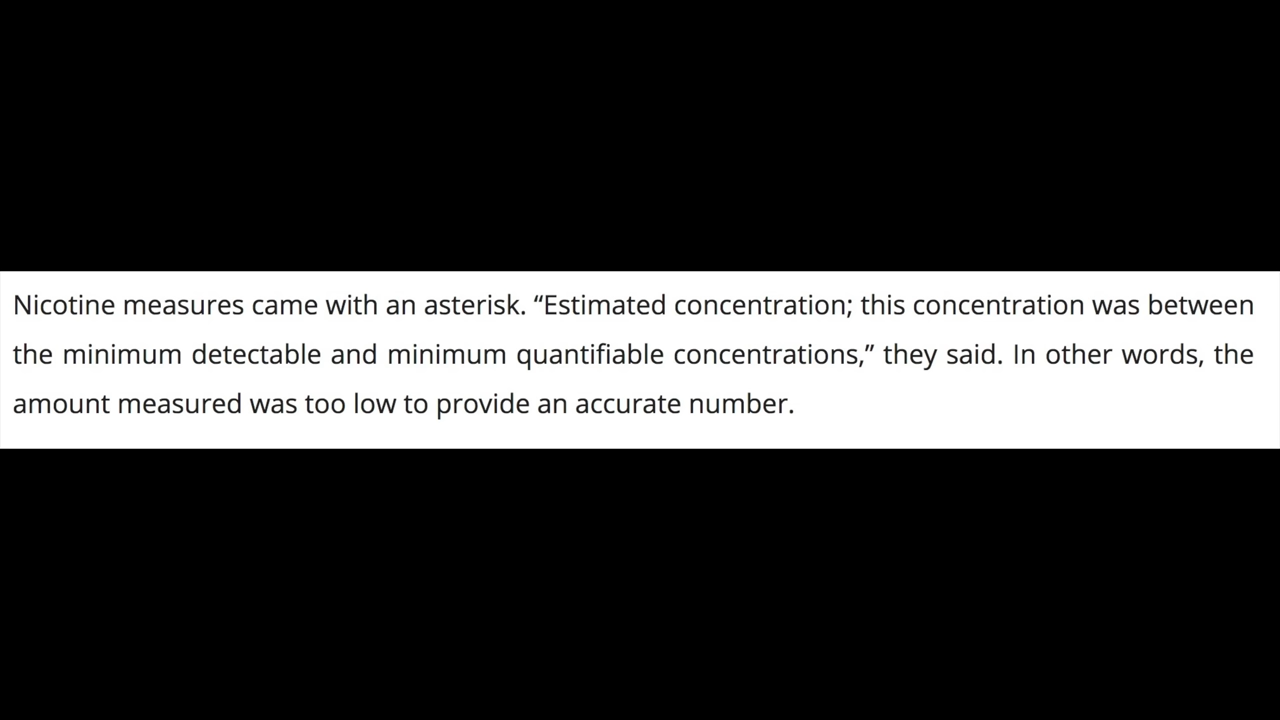 Nicotine measures came with an asterisk. “Estimated concentration; this concentration was between
the minimum detectable and minimum quantifiable concentrations,” they said. In other words, the
amount measured was too low to provide an accurate number.